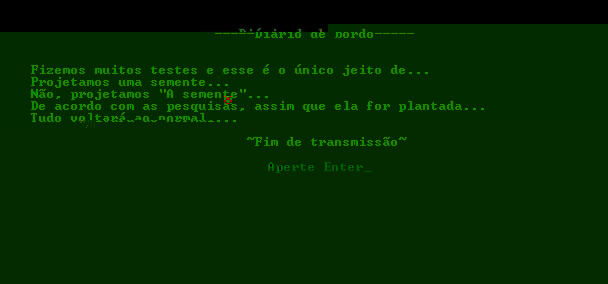 -----Diário de bordo-----
Fizemos muitos testes e esse é o único jeito de...
Projetamos uma semente...
Não, projetamos "A semente"...
De acordo com as pesquisas, assim que ela for plantada...
Tudo voltará ao normal....
~Fim de transmissão~
Aperte Enter_